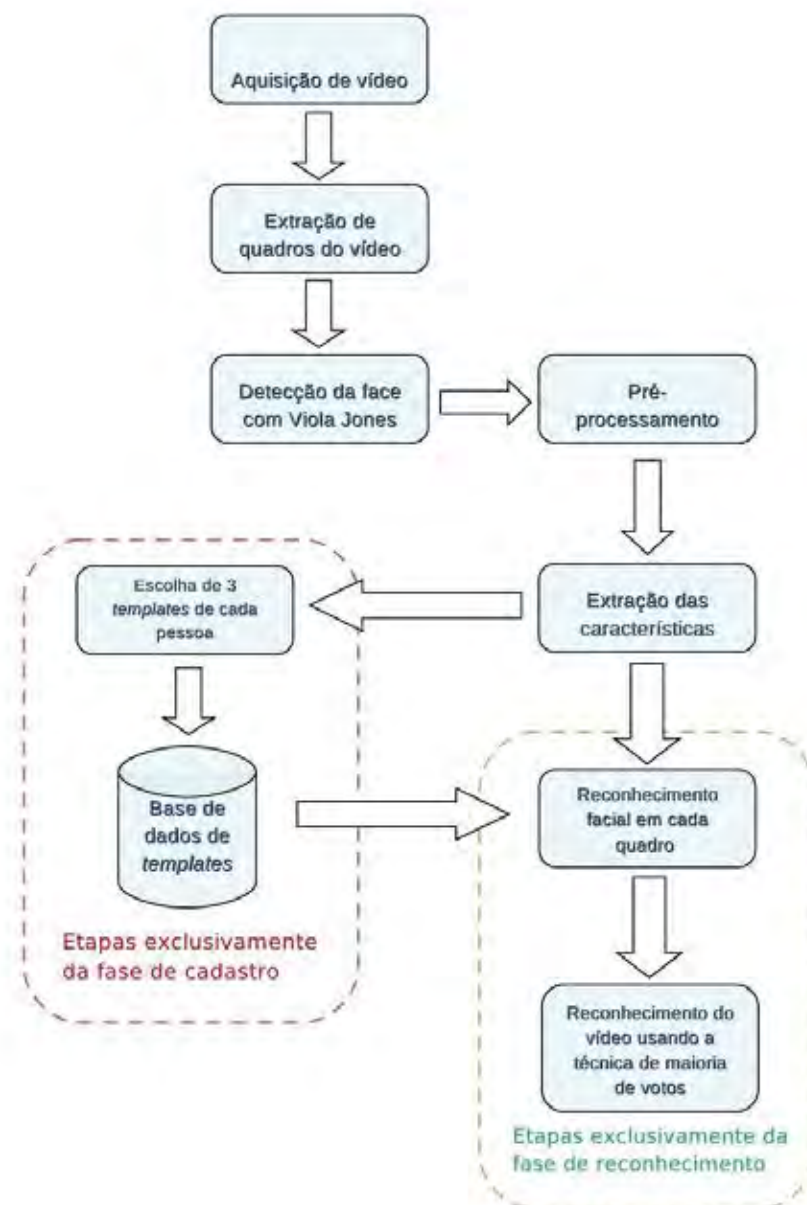 Aquisição de vídeo
Extração de
quadros do vídeo
Detecção da face
com Viola Jones
Pré-
processamento
Extração das
características
Escolha de 3
templates de cada
pessoa
Base de
dados de
templates
Etapas exclusivamente
da fase de cadastro
Reconhecimento
facial em cada
quadro
Reconhecimento do
vídeo usando a
técnica de maioria
de votos
Etapas exclusivamente da
fase de reconhecimento